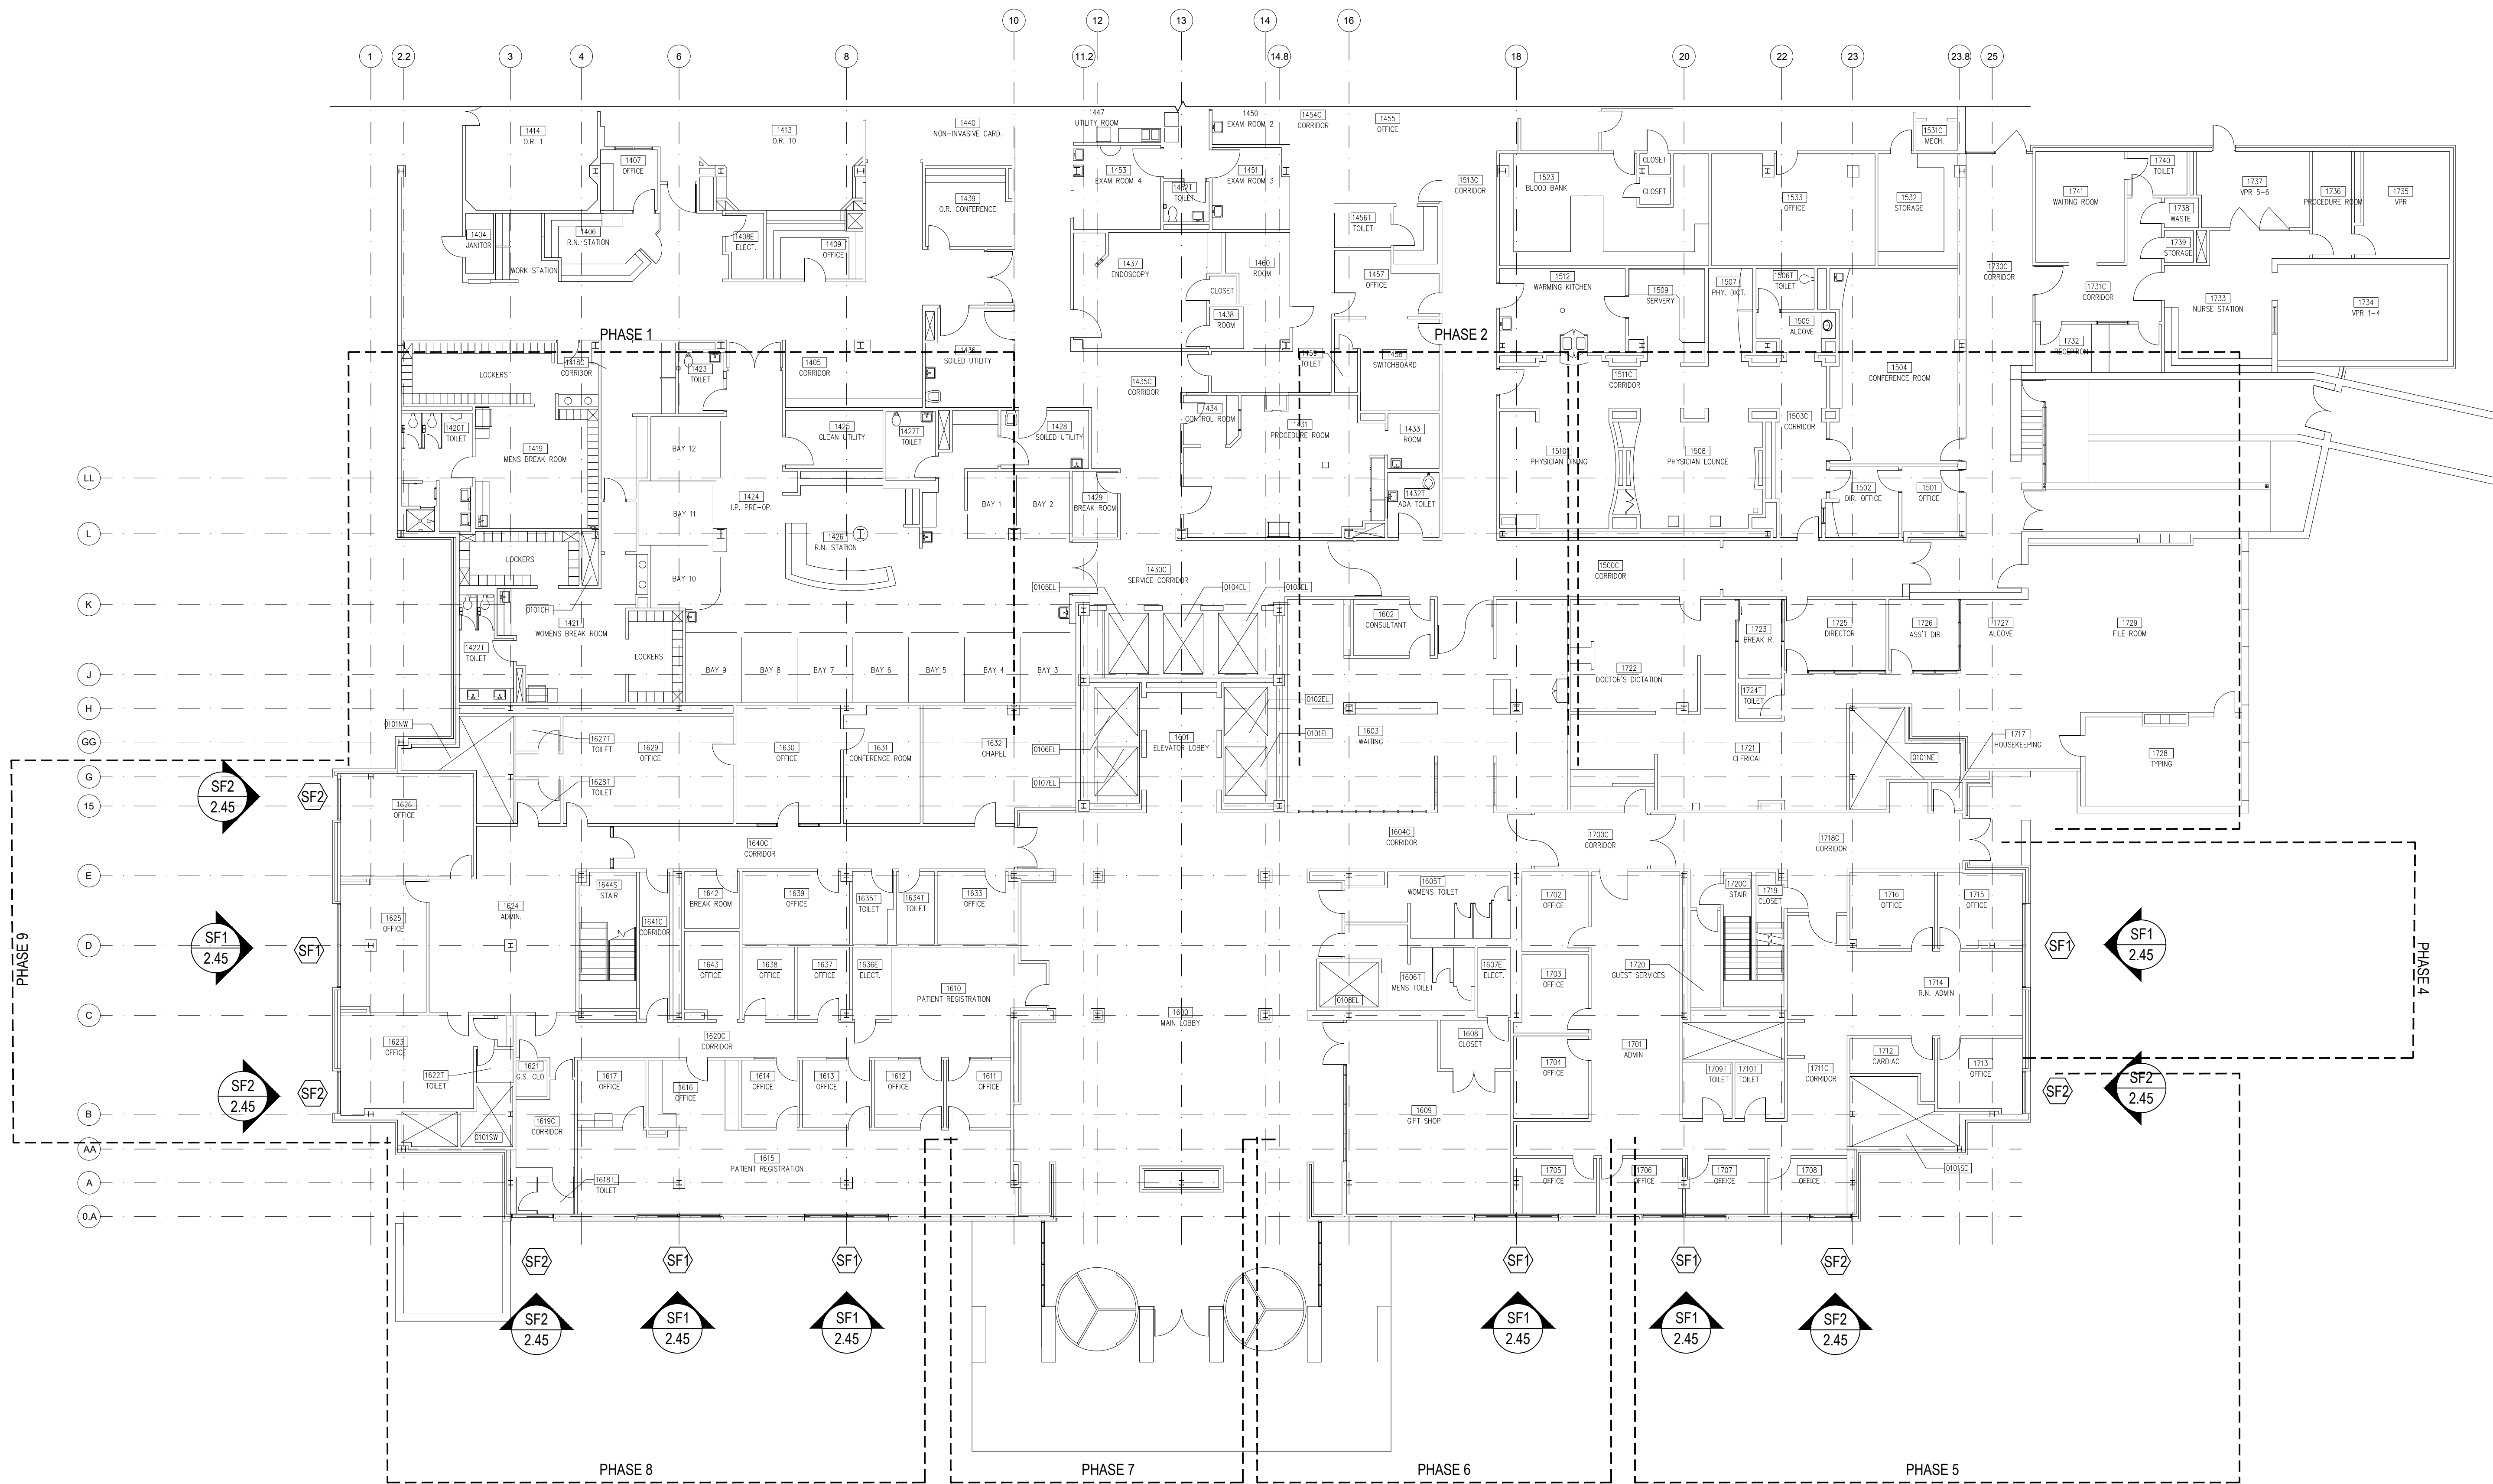 10
12
13
14
16
1
2.2
3
4
6
8
11.2
14.8
18
20
22
23
23.8
25
1414
O.R. 1
1407
OFFICE
1413
O.R. 10
1440
NON-INVASIVE CARD.
1447
UTILITY ROOM
1450
EXAM ROOM 2
1454C
CORRIDOR
1455
OFFICE
1531C
MECH.
1453
EXAM ROOM 4
1451
EXAM ROOM 3
1452T
TOILET
1513C
CORRIDOR
1523
BLOOD BANK
CLOSET
CLOSET
1533
OFFICE
1532
STORAGE
1741
WAITING ROOM
1740
TOILET
1737
VPR 5-6
1736
PROCEDURE ROOM
1735
VPR
1738
WASTE
1739
STORAGE
1439
O.R. CONFERENCE
1404
JANITOR
1406
R.N. STATION
WORK STATION
1408E
ELECT.
1409
OFFICE
1456T
TOILET
1437
ENDOSCOPY
1460
ROOM
1457
OFFICE
CLOSET
1438
ROOM
1512
WARMING KITCHEN
1509
SERVERY
1507
PHY. DICT.
1506T
TOILET
1505
ALCOVE
1730C
CORRIDOR
1731C
CORRIDOR
1733
NURSE STATION
1734
VPR 1-4
1732
RECEPTION
PHASE 1
PHASE 2
LOCKERS
1418C
CORRIDOR
1423
TOILET
1405
CORRIDOR
1436
SOILED UTILITY
1435C
CORRIDOR
1459
TOILET
1458
SWITCHBOARD
1511C
CORRIDOR
1504
CONFERENCE ROOM
1420T
TOILET
1419
MENS BREAK ROOM
BAY 12
1425
CLEAN UTILITY
1427T
TOILET
1428
SOILED UTILITY
1434
CONTROL ROOM
1431
PROCEDURE ROOM
1433
ROOM
1510
PHYSICIAN DINING
1508
PHYSICIAN LOUNGE
1503C
CORRIDOR
LL
1424
I.P. PRE-OP.
BAY 11
BAY 1
BAY 2
1429
BREAK ROOM
1432T
ADA TOILET
1502
DIR. OFFICE
1501
OFFICE
L
1426
R.N. STATION
LOCKERS
BAY 10
0105EL
1430C
SERVICE CORRIDOR
0104EL
0103EL
1500C
CORRIDOR
K
0101CH
1421
WOMENS BREAK ROOM
1602
CONSULTANT
1723
BREAK R.
1725
DIRECTOR
1726
ASS'T DIR
1727
ALCOVE
1729
FILE ROOM
1422T
TOILET
LOCKERS
J
BAY 9
BAY 8
BAY 7
BAY 6
BAY 5
BAY 4
BAY 3
1722
DOCTOR'S DICTATION
1724T
TOILET
H
0102EL
0101NW
1627T
TOILET
GG
1629
OFFICE
1630
OFFICE
1631
CONFERENCE ROOM
1632
CHAPEL
0106EL
1601
ELEVATOR LOBBY
0101EL
1603
WAITING
1721
CLERICAL
0101NE
1717
HOUSEKEEPING
1728
TYPING
G
SF2
2.45
SF2
1628T
TOILET
0107EL
15
1626
OFFICE
1640C
CORRIDOR
1604C
CORRIDOR
1700C
CORRIDOR
1718C
CORRIDOR
E
1644S
STAIR
1642
BREAK ROOM
1639
OFFICE
1635T
TOILET
1634T
TOILET
1633
OFFICE
1605T
WOMENS TOILET
1702
OFFICE
1720C
STAIR
1719
CLOSET
1716
OFFICE
1715
OFFICE
1625
OFFICE
1624
ADMIN.
1641C
CORRIDOR
D
PHASE 9
SF1
2.45
SF1
SF1
SF1
2.45
PHASE 4
1643
OFFICE
1638
OFFICE
1637
OFFICE
1636E
ELECT.
1610
PATIENT REGISTRATION
1606T
MENS TOILET
1607E
ELECT.
1703
OFFICE
1720
GUEST SERVICES
1714
R.N. ADMIN
0108EL
C
1600
MAIN LOBBY
1623
OFFICE
1620C
CORRIDOR
1608
CLOSET
1701
ADMIN.
1704
OFFICE
1712
CARDIAC
1713
OFFICE
1622T
TOILET
1621
G.S. CLO.
1617
OFFICE
1616
OFFICE
1614
OFFICE
1613
OFFICE
1612
OFFICE
1611
OFFICE
1709T
TOILET
1710T
TOILET
1711C
CORRIDOR
SF2
2.45
SF2
SF2
SF2
2.45
B
1619C
CORRIDOR
1609
GIFT SHOP
0101SW
AA
1615
PATIENT REGISTRATION
1705
OFFICE
1706
OFFICE
1707
OFFICE
1708
OFFICE
0101SE
A
1618T
TOILET
0.A
SF2
SF1
SF1
SF1
SF1
SF2
SF2
2.45
SF1
2.45
SF1
2.45
SF1
2.45
SF1
2.45
SF2
2.45
PHASE 8
PHASE 7
PHASE 6
PHASE 5